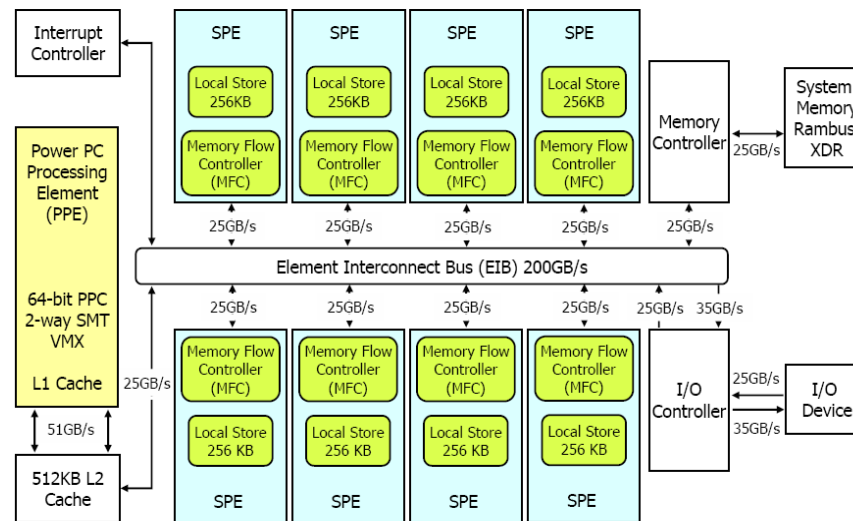 Interrupt
Controller
SPE
Local Store
256KB
Memory Flow
Controller
(MFC)
SPE
Local Store
256KB
Memory Flow
Controller
(MFC)
SPE
Local Store
256KB
Memory Flow
Controller
(MFC)
SPE
Local Store
256KB
Memory Flow
Controller
(MFC)
Memory
Controller
25GB/s
System
Memory
Rambus
XDR
Power PC
Processing
Element
(PPE)
64-bit PPC
2-way SMT
VMX
L1 Cache
25GB/s
25GB/s
25GB/s
25GB/s
25GB/s
Element Interconnect Bus (EIB) 200GB/s
25GB/s
25GB/s
25GB/s
25GB/s
25GB/s
35GB/s
25GB/s
51GB/s
512KB L2
Cache
Memory Flow
Controller
(MFC)
Local Store
256 KB
SPE
Memory Flow
Controller
(MFC)
Local Store
256 KB
SPE
Memory Flow
Controller
(MFC)
Local Store
256 KB
SPE
Memory Flow
Controller
(MFC)
Local Store
256 KB
SPE
I/O
Controller
25GB/s
35GB/s
I/O
Device